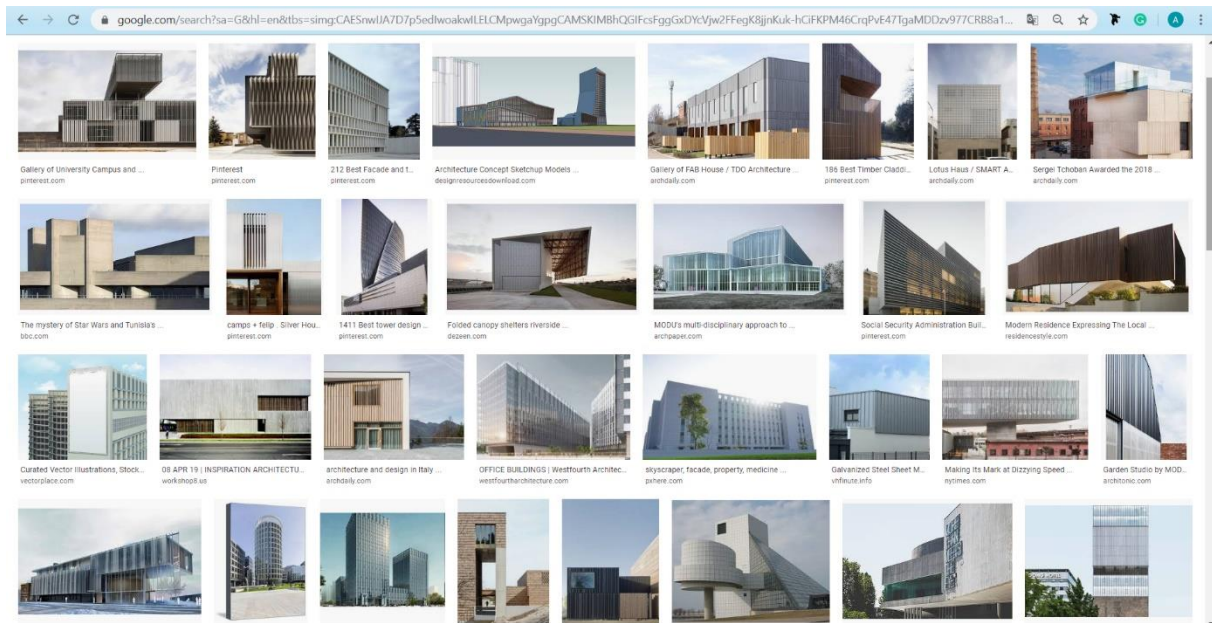 google.com/search?sa=G&hl=en&tbs=simg:
A
Gallery of University Campus and ...
pinterest.com
Pinterest
pinterest.com
212 Best Facade and t...
pinterest.com
Architecture Concept Sketchup Models ...
designresourcesdownload.com
Gallery of FAB House / TDO Architecture ...
archdaily.com
186 Best Timber Claddi...
pinterest.com
Lotus Haus / SMART A...
archdaily.com
Sergei Tchoban Awarded the 2018 ...
archdaily.com
The mystery of Star Wars and Tunisia's ...
bbc.com
campo + felip . Silver Hou...
pinterest.com
1411 Best tower design ...
pinterest.com
Folded canopy shelters riverside ...
dezeen.com
MODU's multi-disciplinary approach to ...
archpaper.com
Social Security Administration Buil...
pinterest.com
Modern Residence Expressing The Local ...
residencestyle.com
Curated Vector Illustrations, Stock...
vectorplace.com
08 APR 19 | INSPIRATION ARCHITECTU...
workshop8.us
architecture and design in Italy ...
archdaily.com
OFFICE BUILDINGS | Westfourth Architec...
westfourtharchitecture.com
skyscraper, facade, property, medicine ...
pxhere.com
Galvanized Steel Sheet M...
vhfinute.info
Making Its Mark at Dizzying Speed ...
nytimes.com
Garden Studio by MOD...
architonic.com